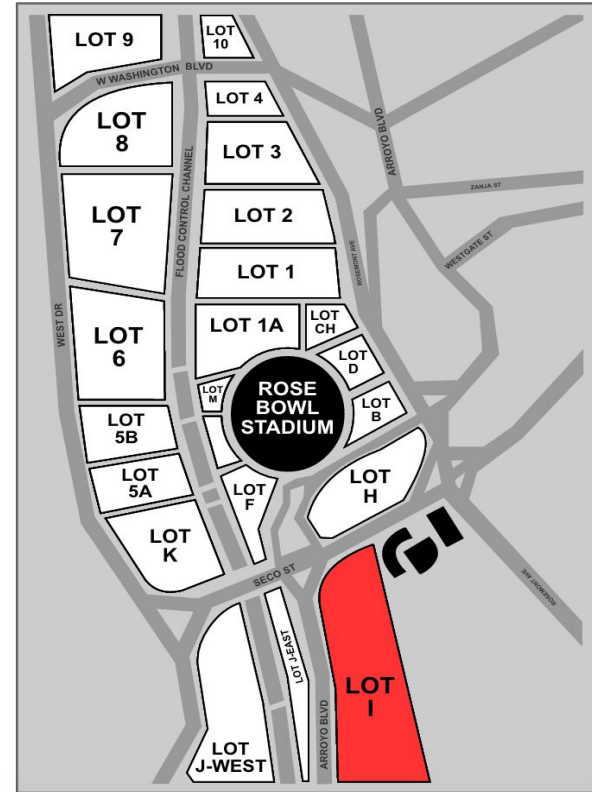 LOT 9
LOT
10
W WASHINGTON BLVD
LOT 4
LOT
8
LOT 3
ARROYO BLVD
ZANJA ST
FLOOD CONTROL CHANNEL
LOT
7
LOT 2
WESTGATE ST
ROSEMONT AVE
LOT 1
WEST DR
LOT
6
LOT 1A
LOT
CH
LOT
D
LOT
M
ROSE
BOWL
STADIUM
LOT
B
LOT
5B
LOT
5A
LOT
F
LOT
H
LOT
K
SECO ST
ROSEMONT AVE
LOT J-EAST
LOT
I
LOT
J-WEST
ARROYO BLVD